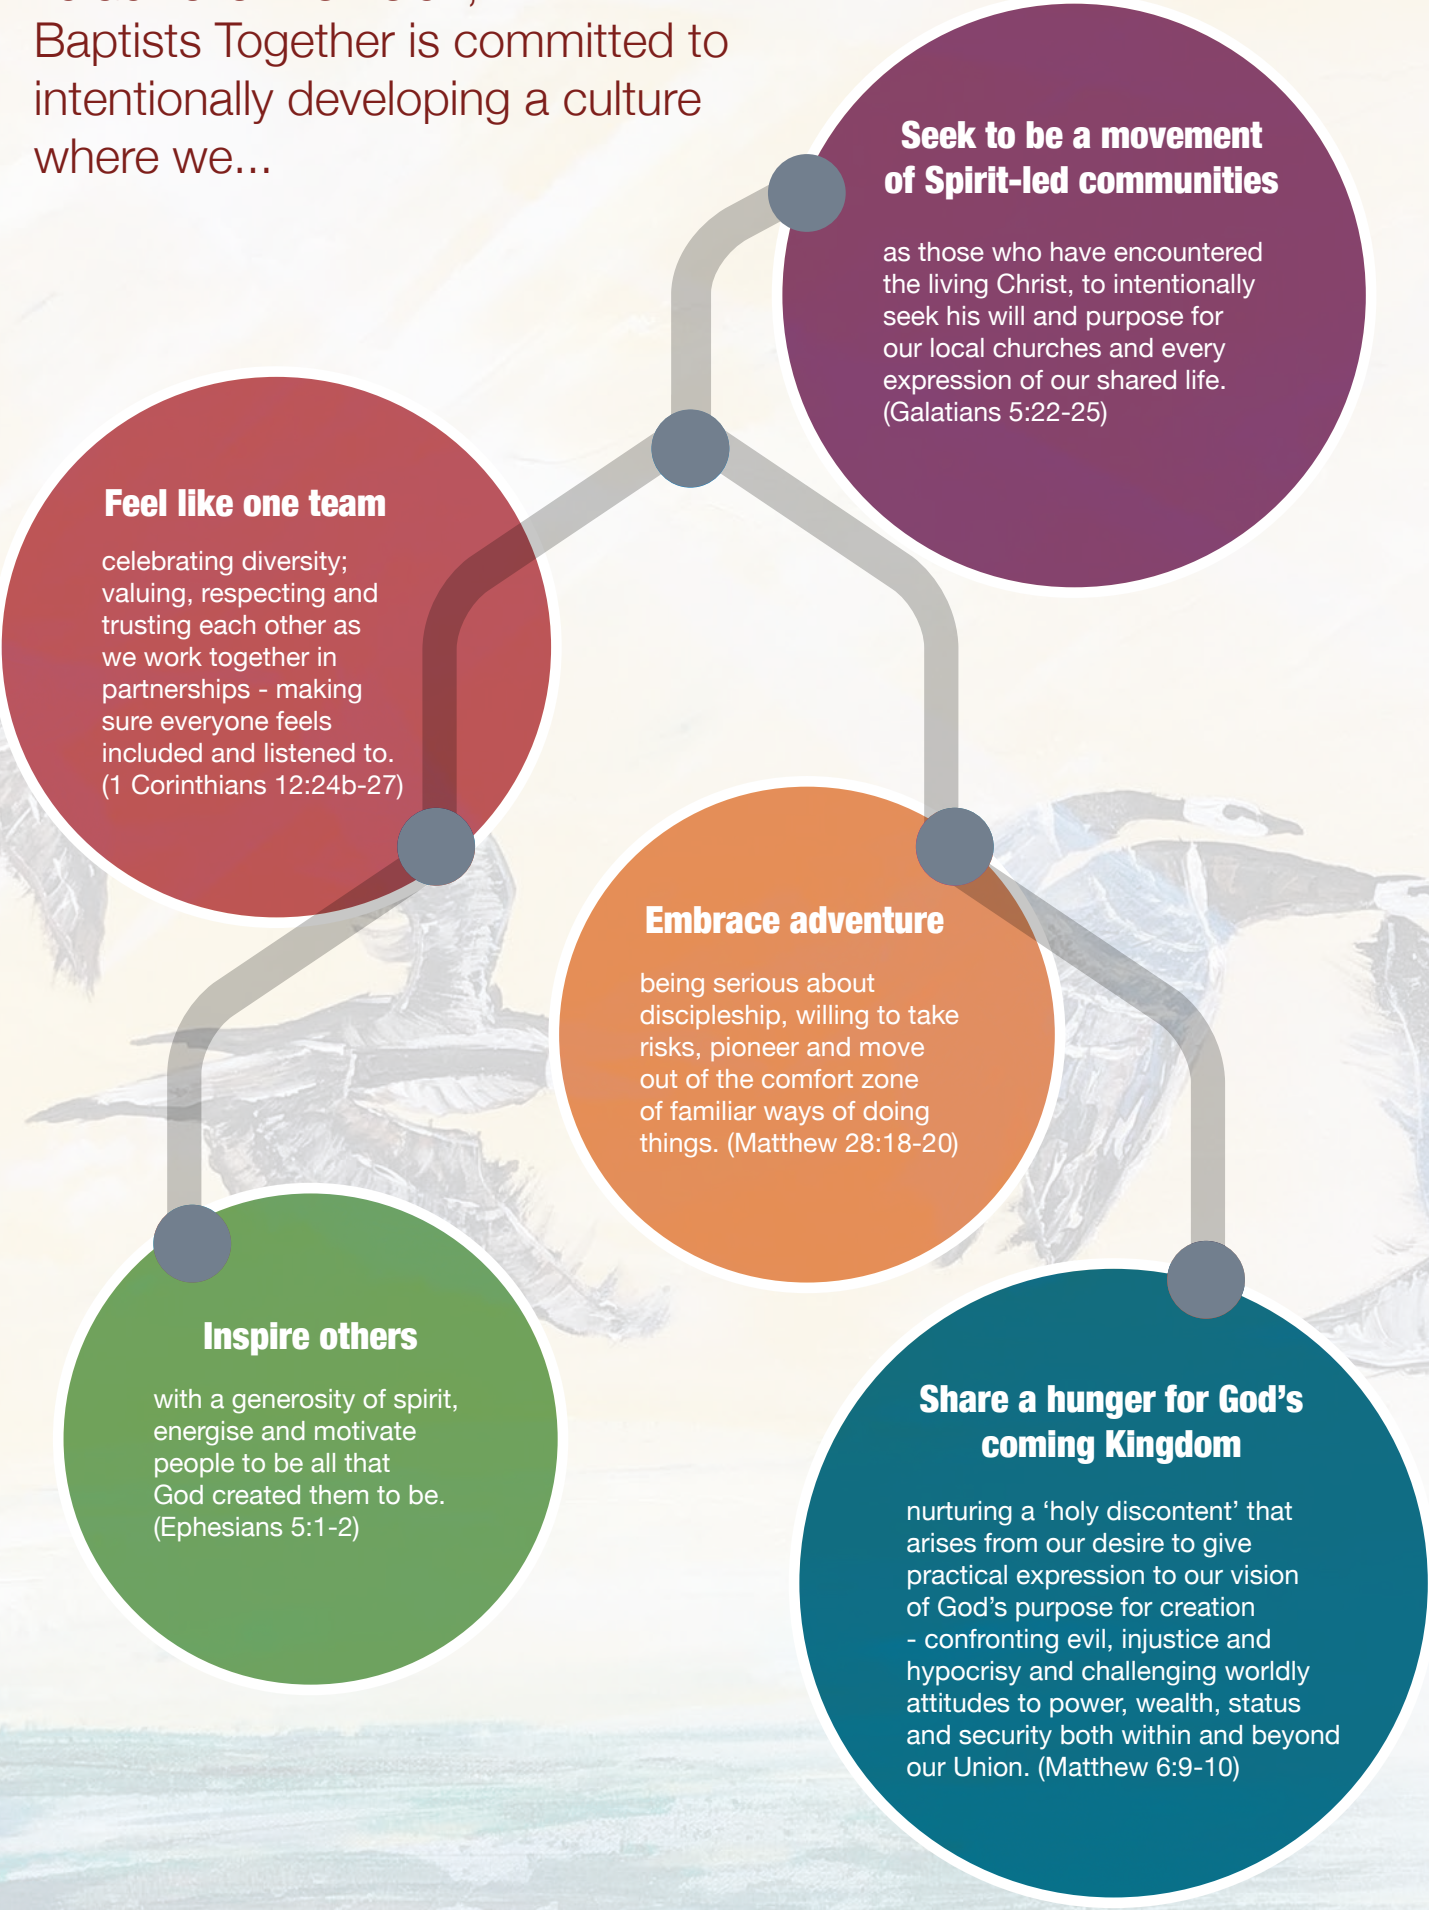 Baptists Together is committed to
intentionally developing a culture
where we...
Seek to be a movement
of Spirit-led communities
as those who have encountered
the living Christ, to intentionally
seek his will and purpose for
our local churches and every
expression of our shared life.
(Galatians 5:22-25)
Feel like one team
celebrating diversity;
valuing, respecting and
trusting each other as
we work together in
partnerships - making
sure everyone feels
included and listened to.
(1 Corinthians 12:24b-27)
Embrace adventure
being serious about
discipleship, willing to take
risks, pioneer and move
out of the comfort zone
of familiar ways of doing
things. (Matthew 28:18-20)
Inspire others
with a generosity of spirit,
energise and motivate
people to be all that
God created them to be.
(Ephesians 5:1-2)
Share a hunger for God’s
coming Kingdom
nurturing a ‘holy discontent’ that
arises from our desire to give
practical expression to our vision
of God’s purpose for creation
- confronting evil, injustice and
hypocrisy and challenging worldly
attitudes to power, wealth, status
and security both within and beyond
our Union. (Matthew 6:9-10)